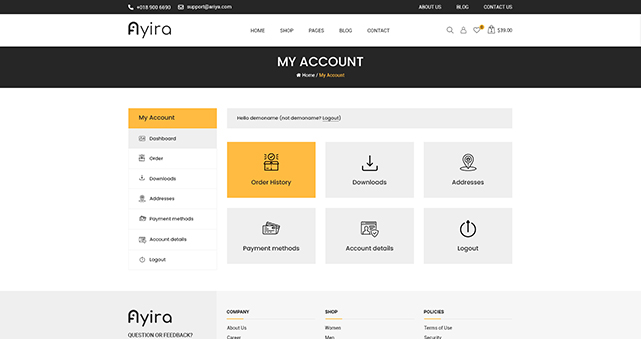 +018 900 6690 support@ariya.com ABOUT US BLOG CONTACT US
Ayira HOME SHOP PAGES BLOG CONTACT $39.00
MY ACCOUNT
Home / My Account
My Account
Dashboard
Order
Downloads
Addresses
Payment methods
Account details
Logout
Hello demoname (not demoname? Logout)
Order History
Downloads
Addresses
Payment methods
Account details
Logout
Ayira
QUESTION OR FEEDBACK?
COMPANY
About Us
Career
SHOP
Women
Men
POLICIES
Terms of Use
Security